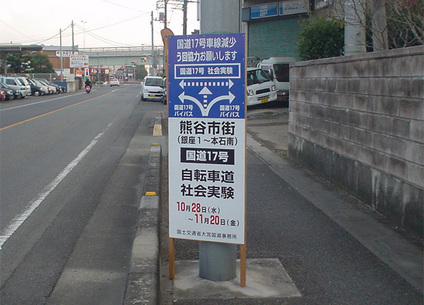 国道17号車線減少
う回協力お願いします
国道17号 社会実験
国道17号
バイパス
国道17号
バイパス
熊谷市街
（銀座1～本石南）
国道17号
自転車道
社会実験
10月28日（水）
～11月20日（金）
国土交通省大宮国道事務所